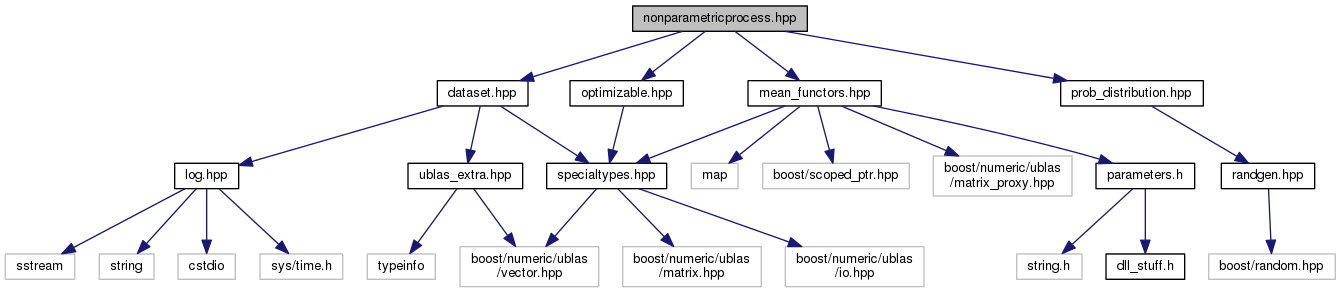 nonparametricprocess.hpp
dataset.hpp
optimizable.hpp
mean_functors.hpp
prob_distribution.hpp
log.hpp
ublas_extra.hpp
specialtypes.hpp
map
boost/scoped_ptr.hpp
boost/numeric/ublas
/matrix_proxy.hpp
parameters.h
randgen.hpp
sstream
string
cstdio
sys/time.h
typeinfo
boost/numeric/ublas
/vector.hpp
boost/numeric/ublas
/matrix.hpp
boost/numeric/ublas
/io.hpp
string.h
dll_stuff.h
boost/random.hpp